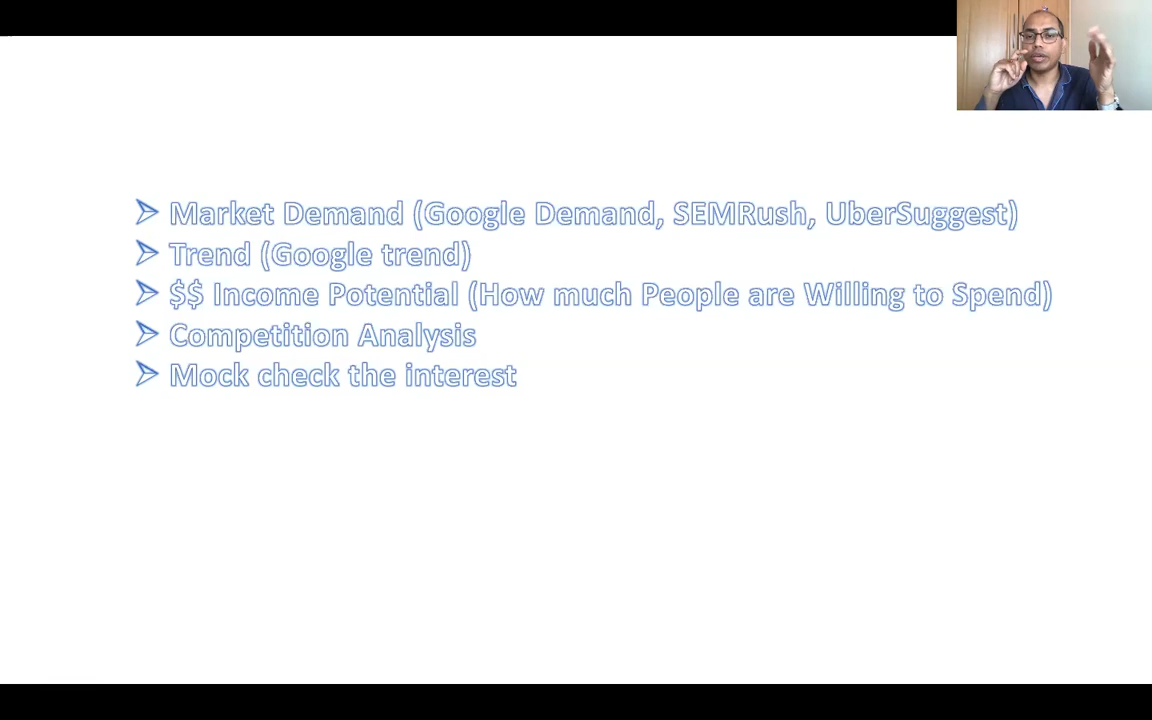 Market Demand (Google Demand, SEMRush, UberSuggest)
Trend (Google trend)
$$ Income Potential (How much People are Willing to Spend)
Competition Analysis
Mock check the interest